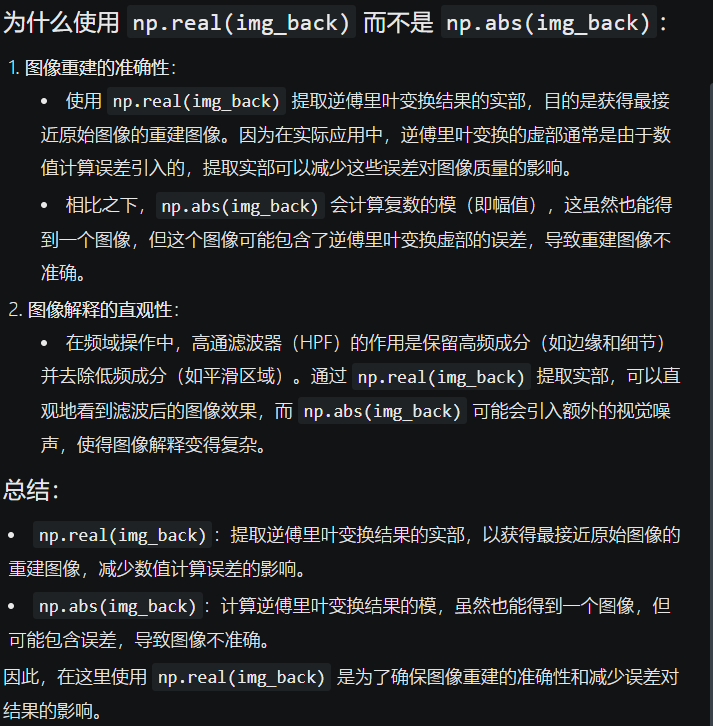 为什么使用 np.real(img_back) 而不是 np.abs(img_back)：
1. 图像重建的准确性：
• 使用 np.real(img_back) 提取逆傅里叶变换结果的实部，目的是获得最接
近原始图像的重建图像。因为在实际应用中，逆傅里叶变换的虚部通常是由于数
值计算误差引入的，提取实部可以减少这些误差对图像质量的影响。
• 相比之下，np.abs(img_back) 会计算复数的模（即幅值），这虽然也能得
到一个图像，但这个图像可能包含了逆傅里叶变换虚部的误差，导致重建图像不
准确。
2. 图像解释的直观性：
• 在频域操作中，高通滤波器（HPF）的作用是保留高频成分（如边缘和细节）
并去除低频成分（如平滑区域）。通过 np.real(img_back) 提取实部，可以直
观地看到滤波后的图像效果，而 np.abs(img_back) 可能会引入额外的视觉噪
声，使得图像解释变得复杂。
总结：
• np.real(img_back)：提取逆傅里叶变换结果的实部，以获得最接近原始图像的
重建图像，减少数值计算误差的影响。
• np.abs(img_back)：计算逆傅里叶变换结果的模，虽然也能得到一个图像，但
可能包含误差，导致图像不准确。
因此，在这里使用 np.real(img_back) 是为了确保图像重建的准确性和减少误差对
结果的影响。